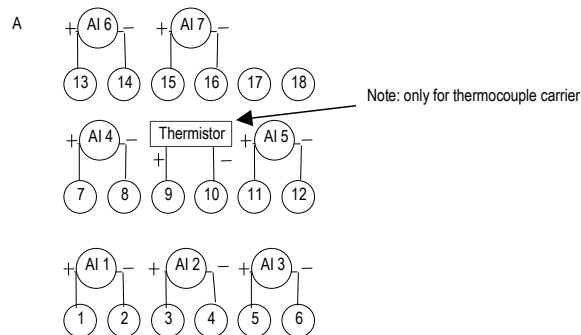 A
+ AI 6 − + AI 7 −
13 14 15 16 17 18
Note: only for thermocouple carrier
+ AI 4 − Thermistor + AI 5 −
+ −
7 8 9 10 11 12
+ AI 1 − + AI 2 − + AI 3 −
1 2 3 4 5 6